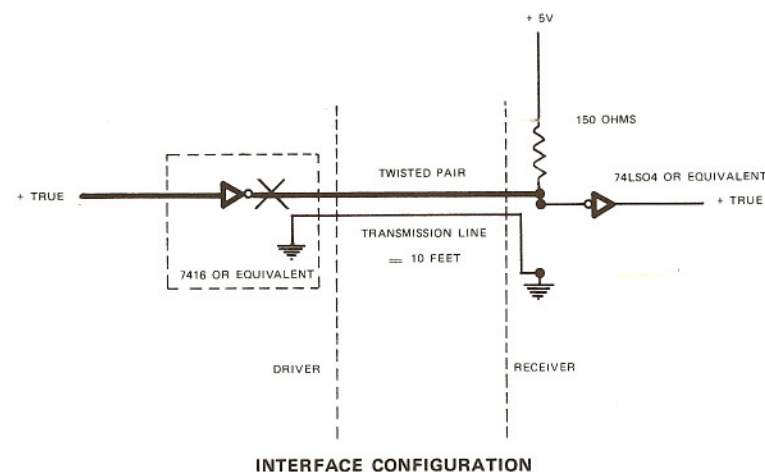 + 5V
150 OHMS
TWISTED PAIR
74LS04 OR EQUIVALENT
+ TRUE
+ TRUE
TRANSMISSION LINE
= 10 FEET
7416 OR EQUIVALENT
DRIVER
RECEIVER
INTERFACE CONFIGURATION